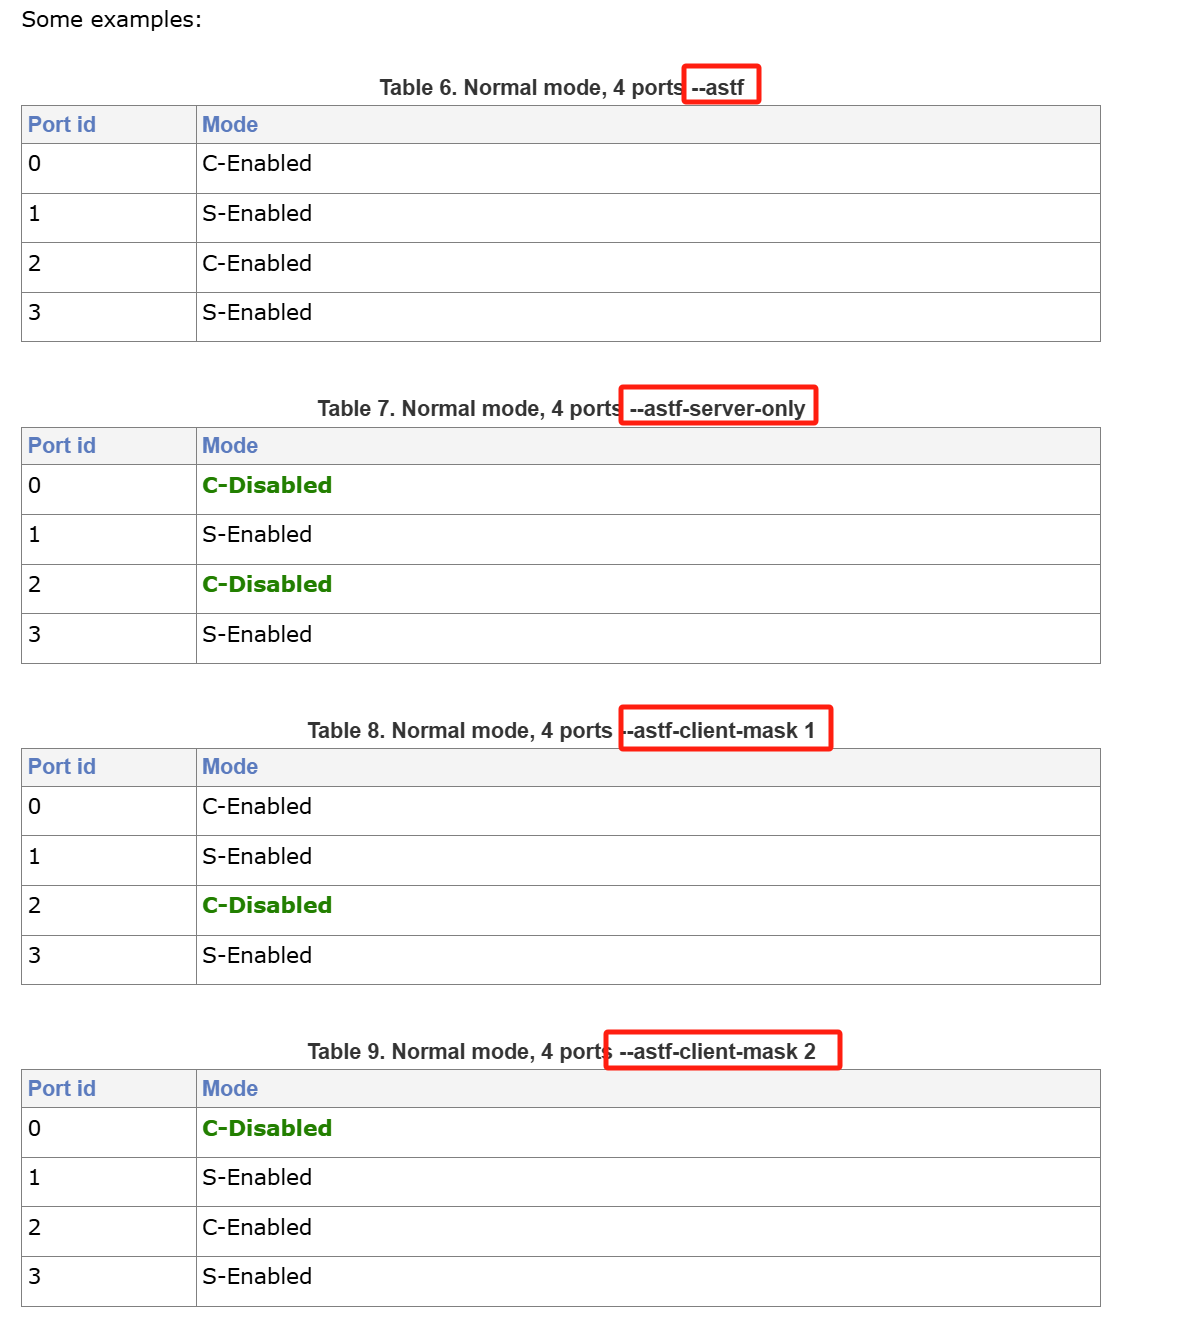 Some examples:
Table 6. Normal mode, 4 ports --astf
Port id Mode
0 C-Enabled
1 S-Enabled
2 C-Enabled
3 S-Enabled
Table 7. Normal mode, 4 ports --astf-server-only
Port id Mode
0 C-Disabled
1 S-Enabled
2 C-Disabled
3 S-Enabled
Table 8. Normal mode, 4 ports --astf-client-mask 1
Port id Mode
0 C-Enabled
1 S-Enabled
2 C-Disabled
3 S-Enabled
Table 9. Normal mode, 4 ports --astf-client-mask 2
Port id Mode
0 C-Disabled
1 S-Enabled
2 C-Enabled
3 S-Enabled